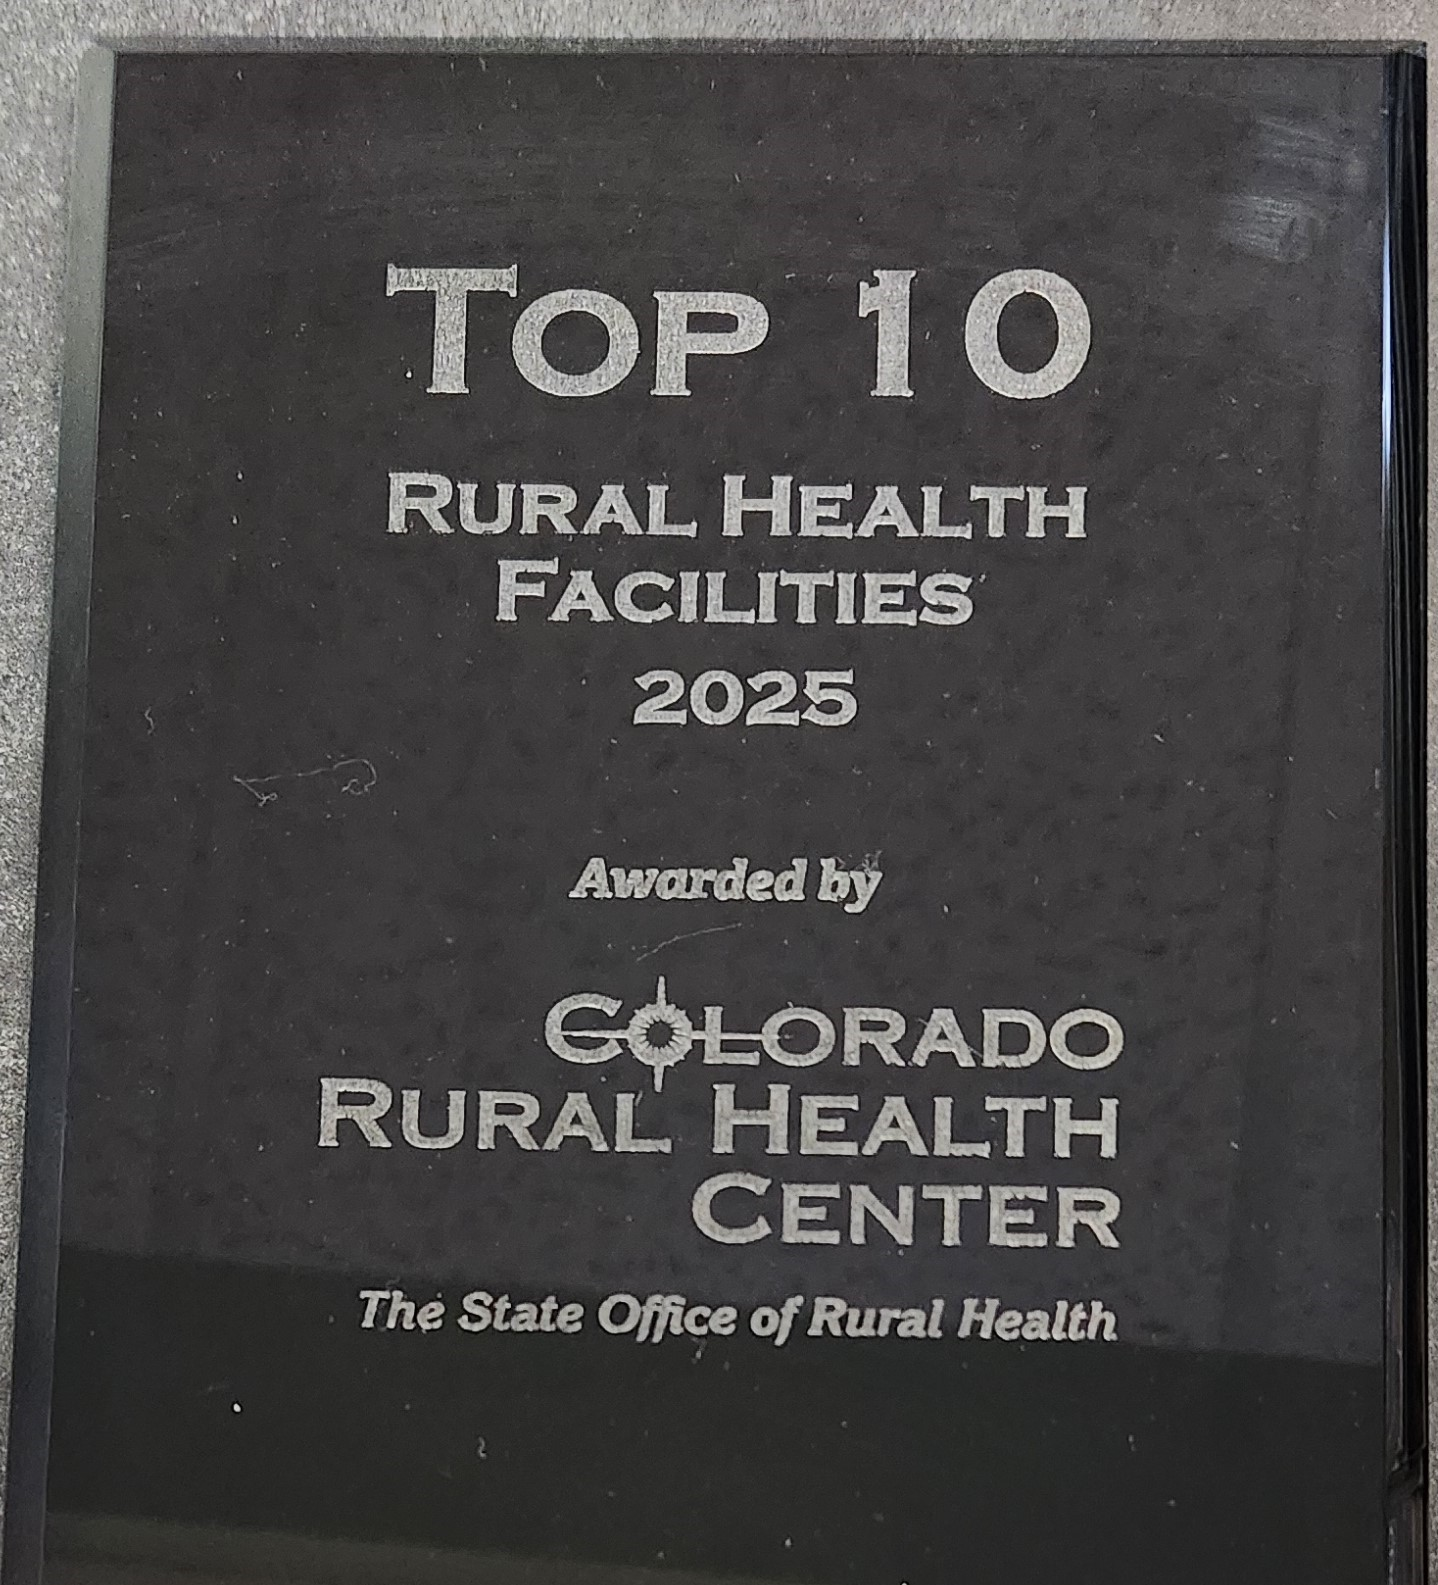 Top 10
Rural Health
Facilities
2025
Awarded by
Colorado
Rural Health
Center
The State Office of Rural Health